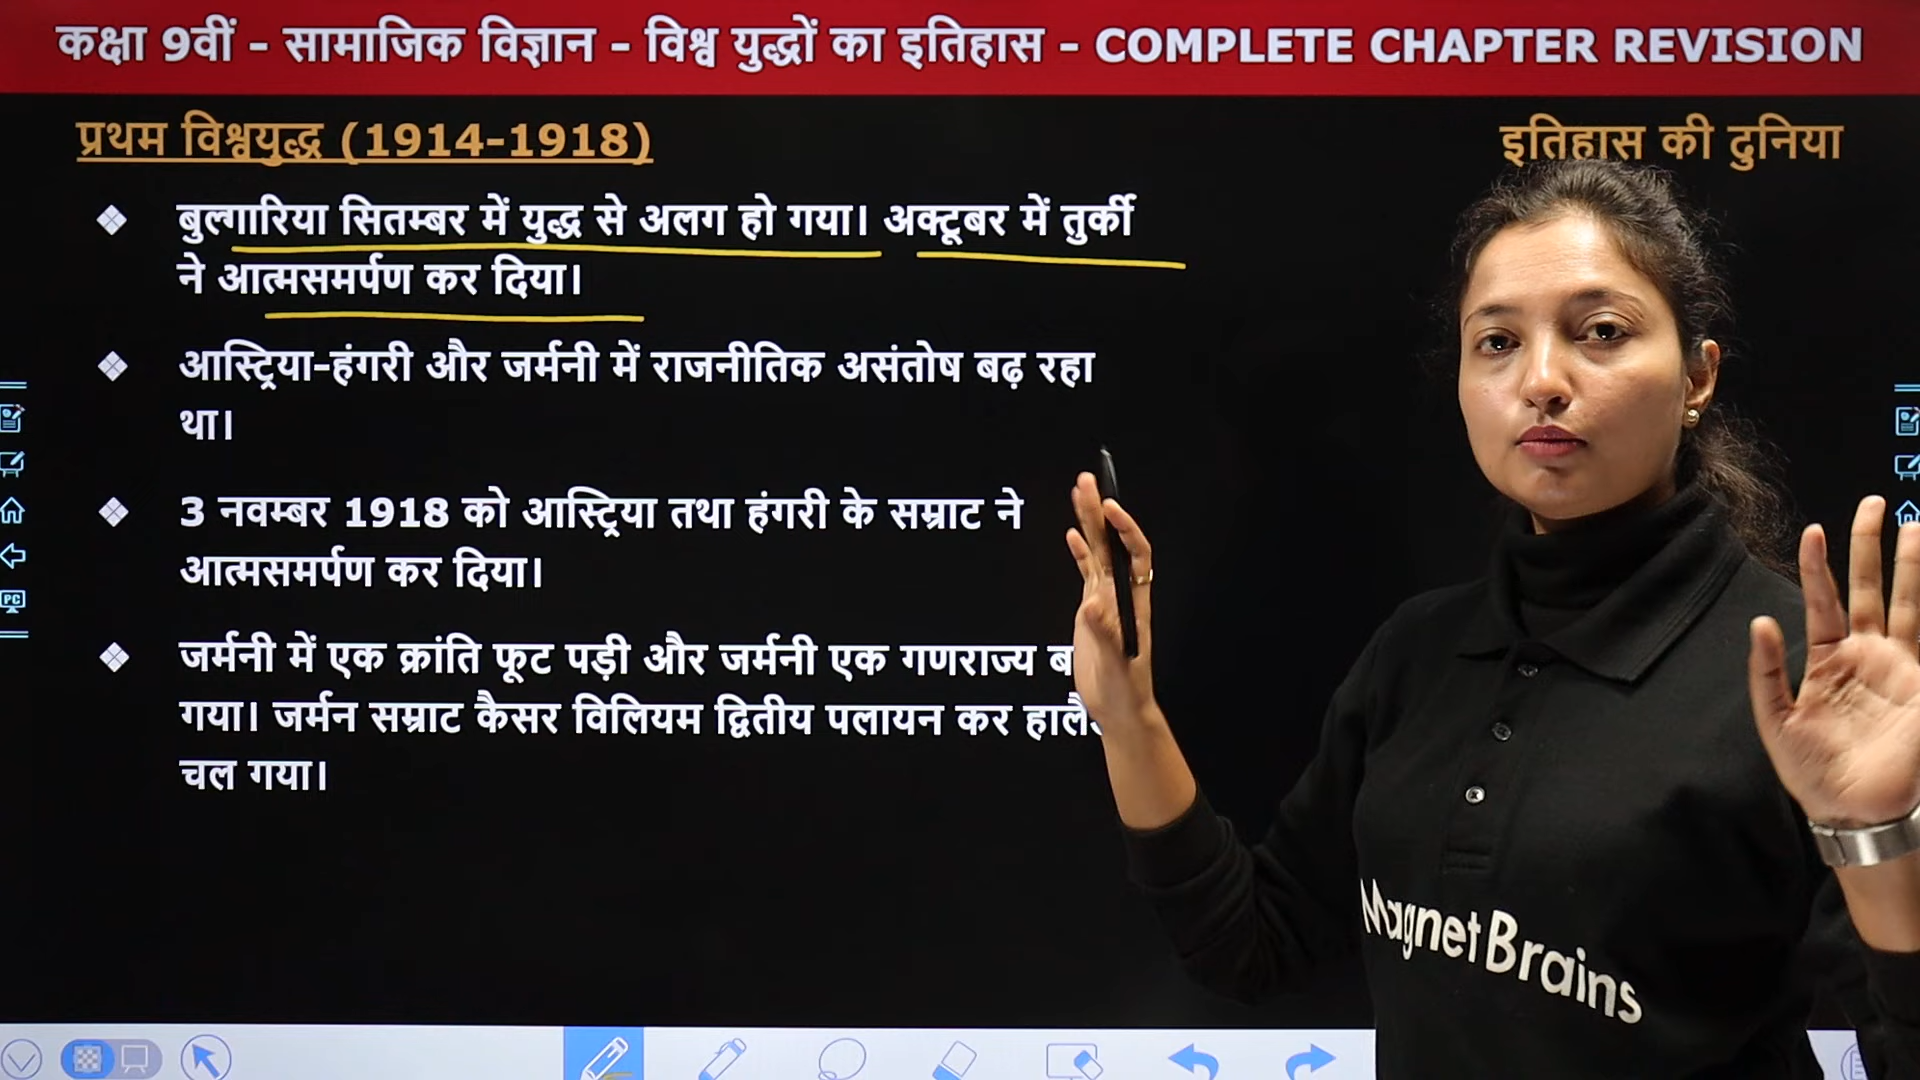 कक्षा 9वीं - सामाजिक विज्ञान - विश्व युद्धों का इतिहास - COMPLETE CHAPTER REVISION
प्रथम विश्वयुद्ध (1914-1918)
इतिहास की दुनिया
❖ बुल्गारिया सितम्बर में युद्ध से अलग हो गया। अक्टूबर में तुर्की
ने आत्मसमर्पण कर दिया।
❖ आस्ट्रिया-हंगरी और जर्मनी में राजनीतिक असंतोष बढ़ रहा
था।
❖ 3 नवम्बर 1918 को आस्ट्रिया तथा हंगरी के सम्राट ने
आत्मसमर्पण कर दिया।
❖ जर्मनी में एक क्रांति फूट पड़ी और जर्मनी एक गणराज्य
गया। जर्मन सम्राट कैसर विलियम द्वितीय पलायन कर
चल गया।
PC
MagnetBrains